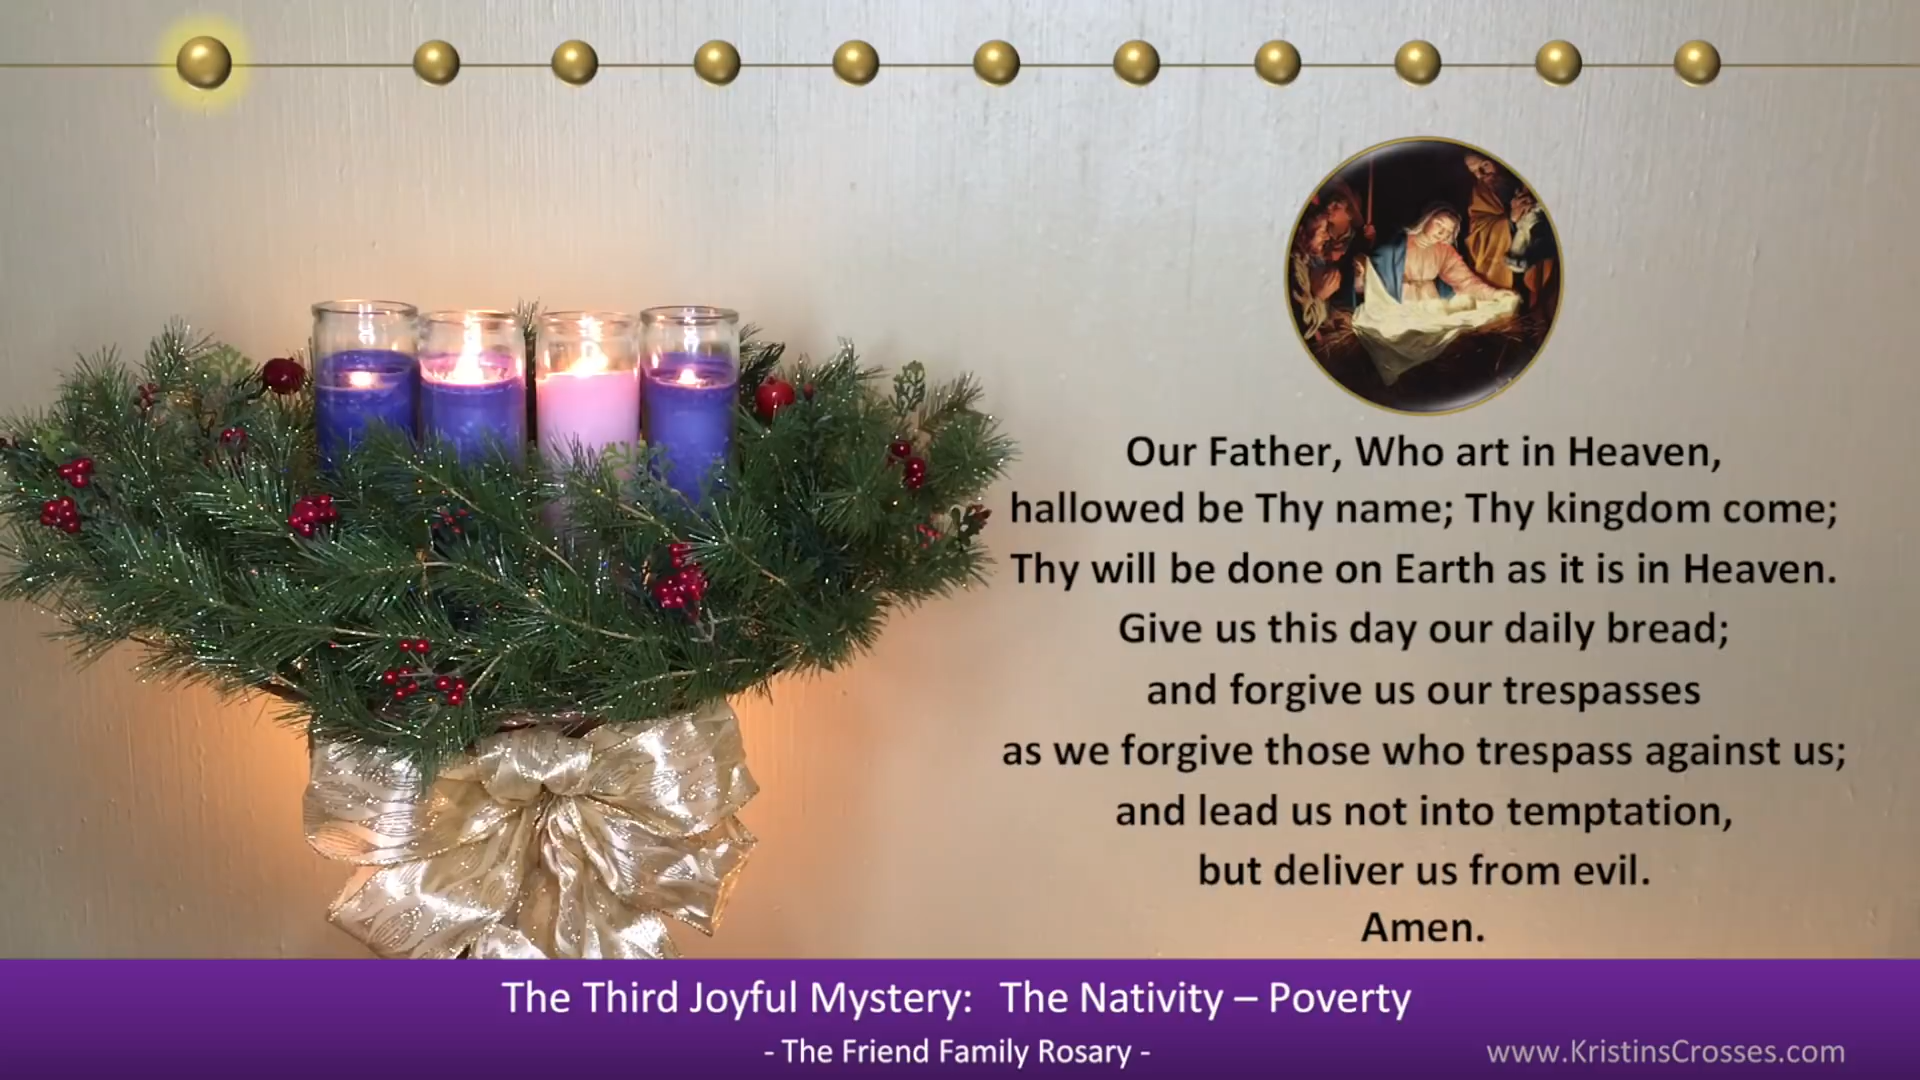 Our Father, Who art in Heaven,
hallowed be Thy name; Thy kingdom come;
Thy will be done on Earth as it is in Heaven.
Give us this day our daily bread;
and forgive us our trespasses
as we forgive those who trespass against us;
and lead us not into temptation,
but deliver us from evil.
Amen.
The Third Joyful Mystery:   The Nativity – Poverty
- The Friend Family Rosary -
www.KristinsCrosses.com